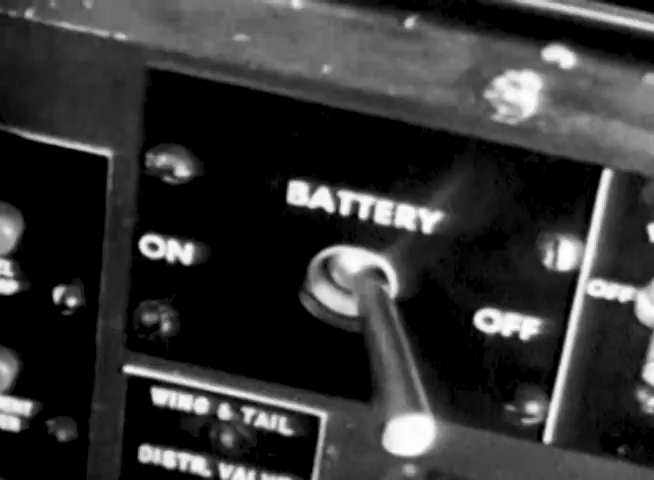 BATTERY
ON
OFF
OFF
WING & TAIL
DISTR. VALVE